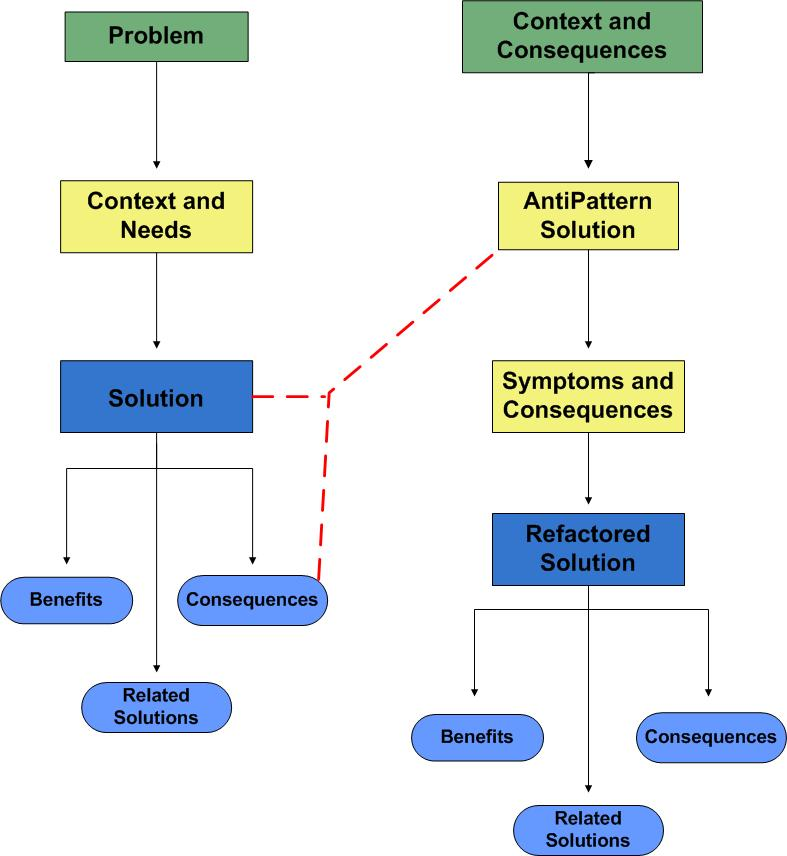 Problem
Context and
Needs
Solution
Benefits
Consequences
Related
Solutions
Context and
Consequences
AntiPattern
Solution
Symptoms and
Consequences
Refactored
Solution
Benefits
Consequences
Related
Solutions